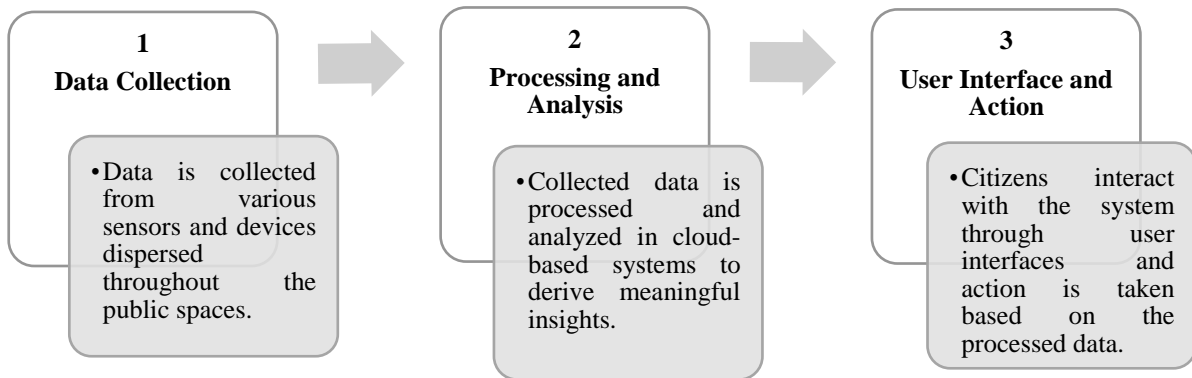 1
Data Collection
•Data is collected
from various
sensors and devices
dispersed
throughout the
public spaces.
2
Processing and
Analysis
•Collected data is
processed and
analyzed in cloud-
based systems to
derive meaningful
insights.
3
User Interface and
Action
•Citizens interact
with the system
through user
interfaces and
action is taken
based on the
processed data.